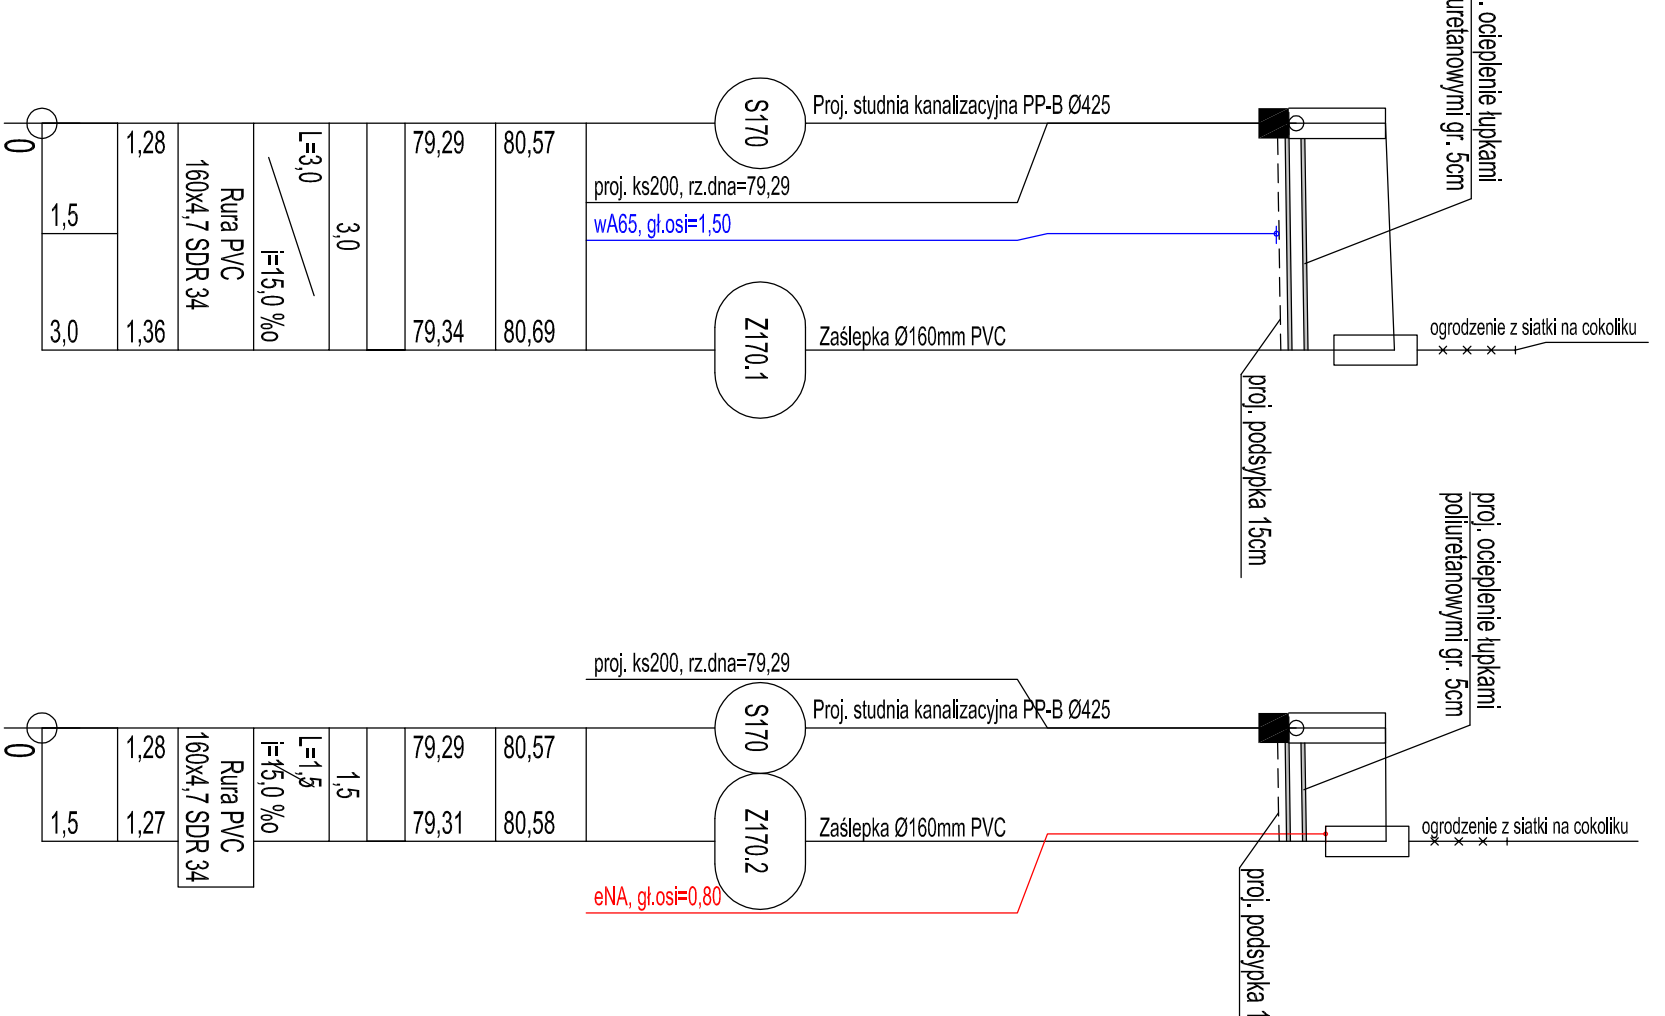 . ocieplenie łupkami
uretanowymi gr. 5cm
S170
Proj. studnia kanalizacyjna PP-B Ø425
0
1,28
160x4,7 SDR 34
Rura PVC
L=3,0
i=15,0 ‰
3,0
79,29
80,57
proj. ks200, rz.dna=79,29
wA65, gł.osi=1,50
1,5
3,0
1,36
79,34
80,69
Z170.1
Zaślepka Ø160mm PVC
ogrodzenie z siatki na cokoliku
proj. podsypka 15cm
proj. ocieplenie łupkami
poliuretanowymi gr. 5cm
proj. ks200, rz.dna=79,29
S170
Proj. studnia kanalizacyjna PP-B Ø425
0
1,28
160x4,7 SDR 34
Rura PVC
L=1,5
i=15,0 ‰
1,5
79,29
80,57
1,5
1,27
79,31
80,58
Z170.2
Zaślepka Ø160mm PVC
ogrodzenie z siatki na cokoliku
eNA, gł.osi=0,80
proj. podsypka 1